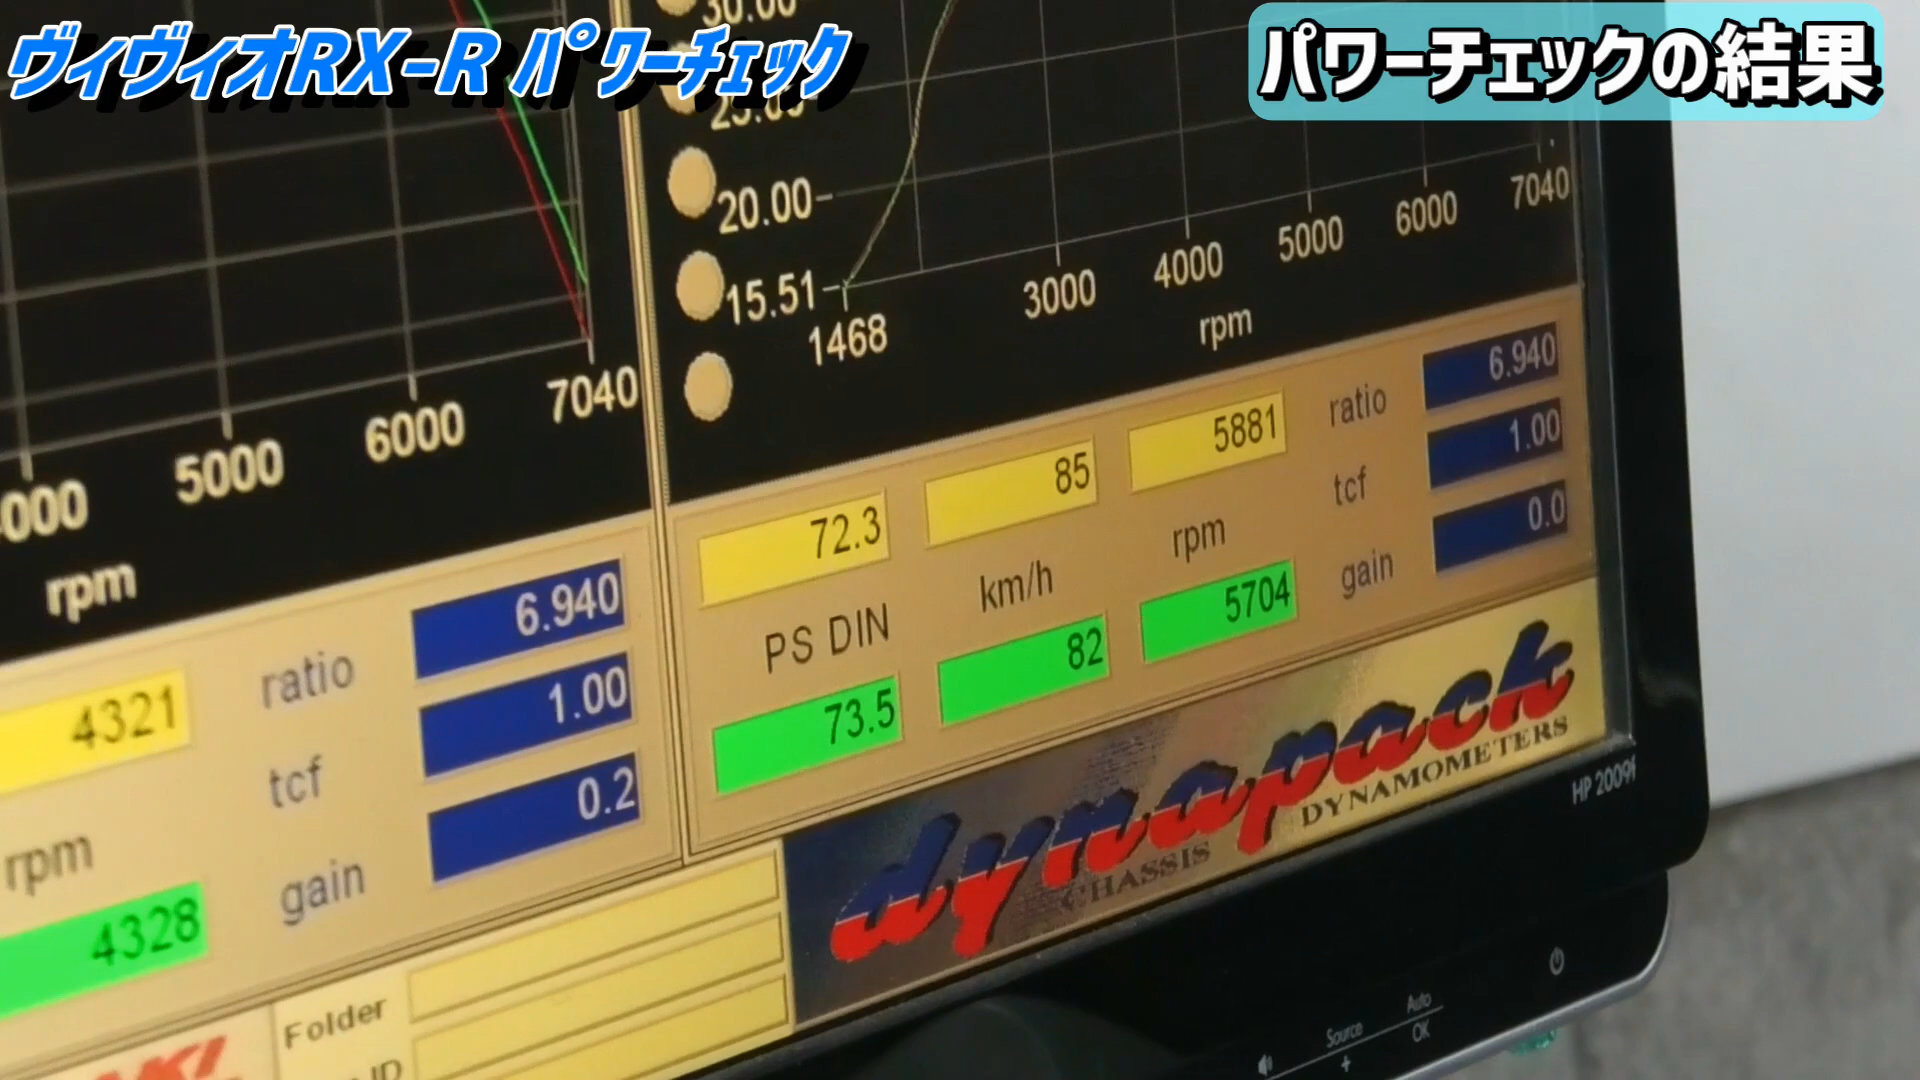 ヴィヴィオRX-R パワーチェック
パワーチェックの結果
30.00
20.00
15.51
1468
3000
4000
5000
6000
7040
rpm
000
5000
6000
7040
rpm
72.3
85
5881
PS DIN
km/h
rpm
73.5
82
5704
ratio
6.940
tcf
1.00
gain
0.0
4321
rpm
4328
ratio
6.940
tcf
1.00
gain
0.2
Folder
ID
dynapack
CHASSIS DYNAMOMETERS
HP 2009f
Source
Auto
OK
+